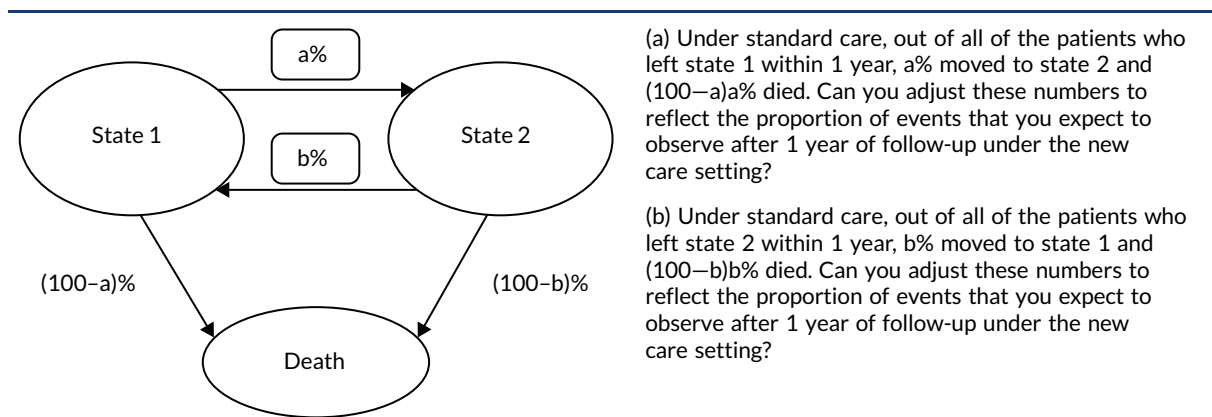 a%
State 1
State 2
b%
(100–a)%
(100–b)%
Death
(a) Under standard care, out of all of the patients who
left state 1 within 1 year, a% moved to state 2 and
(100—a)a% died. Can you adjust these numbers to
reflect the proportion of events that you expect to
observe after 1 year of follow-up under the new
care setting?
(b) Under standard care, out of all of the patients who
left state 2 within 1 year, b% moved to state 1 and
(100—b)b% died. Can you adjust these numbers to
reflect the proportion of events that you expect to
observe after 1 year of follow-up under the new
care setting?